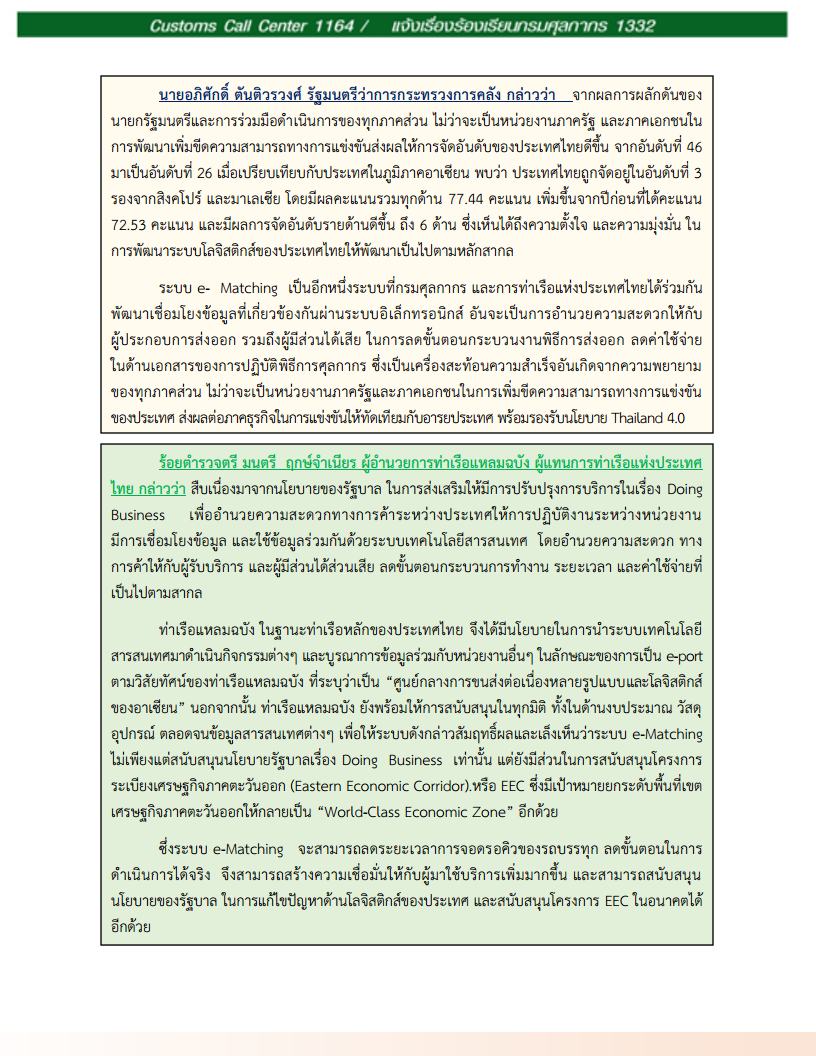 Customs Call Center 1164 / แจ้งเรื่องร้องเรียนกรมศุลกากร 1332
นายอภิศักดิ์ ตันติวรวงศ์ รัฐมนตรีว่าการกระทรวงการคลัง กล่าวว่า จากผลการผลักดันของ
นายกรัฐมนตรีและการร่วมมือดำเนินการของทุกภาคส่วน ไม่ว่าจะเป็นหน่วยงานภาครัฐ และภาคเอกชนใน
การพัฒนาเพิ่มขีดความสามารถทางการแข่งขันส่งผลให้การจัดอันดับของประเทศไทยดีขึ้น จากอันดับที่ 46
มาเป็นอันดับที่ 26 เมื่อเปรียบเทียบกับประเทศในภูมิภาคอาเซียน พบว่า ประเทศไทยถูกจัดอยู่ในอันดับที่ 3
รองจากสิงคโปร์ และมาเลเซีย โดยมีผลคะแนนรวมทุกด้าน 77.44 คะแนน เพิ่มขึ้นจากปีก่อนที่ได้คะแนน
72.53 คะแนน และมีผลการจัดอันดับรายด้านดีขึ้น ถึง 6 ด้าน ซึ่งเห็นได้ถึงความตั้งใจ และความมุ่งมั่น ใน
การพัฒนาระบบโลจิสติกส์ของประเทศไทยให้พัฒนาเป็นไปตามหลักสากล
ระบบ e- Matching เป็นอีกหนึ่งระบบที่กรมศุลกากร และการท่าเรือแห่งประเทศไทยได้ร่วมกัน
พัฒนาเชื่อมโยงข้อมูลที่เกี่ยวข้องกันผ่านระบบอิเล็กทรอนิกส์ อันจะเป็นการอำนวยความสะดวกให้กับ
ผู้ประกอบการส่งออก รวมถึงผู้มีส่วนได้เสีย ในการลดขั้นตอนกระบวนงานพิธีการส่งออก ลดค่าใช้จ่าย
ในด้านเอกสารของการปฏิบัติพิธีการศุลกากร ซึ่งเป็นเครื่องสะท้อนความสำเร็จอันเกิดจากความพยายาม
ของทุกภาคส่วน ไม่ว่าจะเป็นหน่วยงานภาครัฐและภาคเอกชนในการเพิ่มขีดความสามารถทางการแข่งขัน
ของประเทศ ส่งผลต่อภาคธุรกิจในการแข่งขันให้ทัดเทียมกับอารยประเทศ พร้อมรองรับนโยบาย Thailand 4.0
ร้อยตำรวจตรี มนตรี ฤกษ์จำเนียร ผู้อำนวยการท่าเรือแหลมฉบัง ผู้แทนการท่าเรือแห่งประเทศ
ไทย กล่าวว่า สืบเนื่องมาจากนโยบายของรัฐบาล ในการส่งเสริมให้มีการปรับปรุงการบริการในเรื่อง Doing
Business เพื่ออำนวยความสะดวกทางการค้าระหว่างประเทศให้การปฏิบัติงานระหว่างหน่วยงาน
มีการเชื่อมโยงข้อมูล และใช้ข้อมูลร่วมกันด้วยระบบเทคโนโลยีสารสนเทศ โดยอำนวยความสะดวก ทาง
การค้าให้กับผู้รับบริการ และผู้มีส่วนได้ส่วนเสีย ลดขั้นตอนกระบวนการทำงาน ระยะเวลา และค่าใช้จ่ายที่
เป็นไปตามสากล
ท่าเรือแหลมฉบัง ในฐานะท่าเรือหลักของประเทศไทย จึงได้มีนโยบายในการนำระบบเทคโนโลยี
สารสนเทศมาดำเนินกิจกรรมต่างๆ และบูรณาการข้อมูลร่วมกับหน่วยงานอื่นๆ ในลักษณะของการเป็น e-port
ตามวิสัยทัศน์ของท่าเรือแหลมฉบัง ที่ระบุว่าเป็น “ศูนย์กลางการขนส่งต่อเนื่องหลายรูปแบบและโลจิสติกส์
ของอาเซียน” นอกจากนั้น ท่าเรือแหลมฉบัง ยังพร้อมให้การสนับสนุนในทุกมิติ ทั้งในด้านงบประมาณ วัสดุ
อุปกรณ์ ตลอดจนข้อมูลสารสนเทศต่างๆ เพื่อให้ระบบดังกล่าวสัมฤทธิ์ผลและเล็งเห็นว่าระบบ e-Matching
ไม่เพียงแต่สนับสนุนนโยบายรัฐบาลเรื่อง Doing Business เท่านั้น แต่ยังมีส่วนในการสนับสนุนโครงการ
ระเบียงเศรษฐกิจภาคตะวันออก (Eastern Economic Corridor).หรือ EEC ซึ่งมีเป้าหมายยกระดับพื้นที่เขต
เศรษฐกิจภาคตะวันออกให้กลายเป็น “World-Class Economic Zone” อีกด้วย
ซึ่งระบบ e-Matching จะสามารถลดระยะเวลาการจอดรอคิวของรถบรรทุก ลดขั้นตอนในการ
ดำเนินการได้จริง จึงสามารถสร้างความเชื่อมั่นให้กับผู้มาใช้บริการเพิ่มมากขึ้น และสามารถสนับสนุน
นโยบายของรัฐบาล ในการแก้ไขปัญหาด้านโลจิสติกส์ของประเทศ และสนับสนุนโครงการ EEC ในอนาคตได้
อีกด้วย